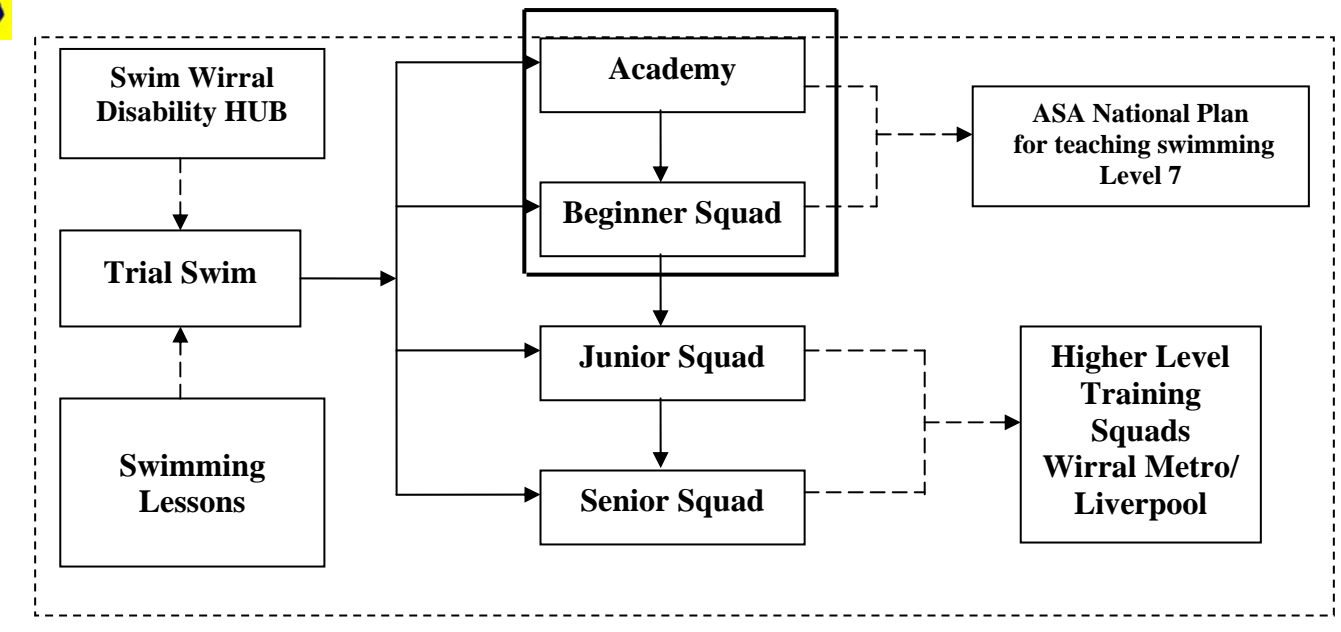 Swim Wirral
Disability HUB
Trial Swim
Swimming
Lessons
Academy
Beginner Squad
Junior Squad
Senior Squad
ASA National Plan
for teaching swimming
Level 7
Higher Level
Training
Squads
Wirral Metro/
Liverpool